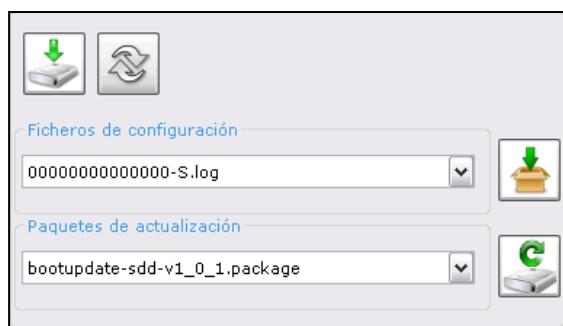 Ficheros de configuración
00000000000000-S.log
Paquetes de actualización
bootupdate-sdd-v1_0_1.package